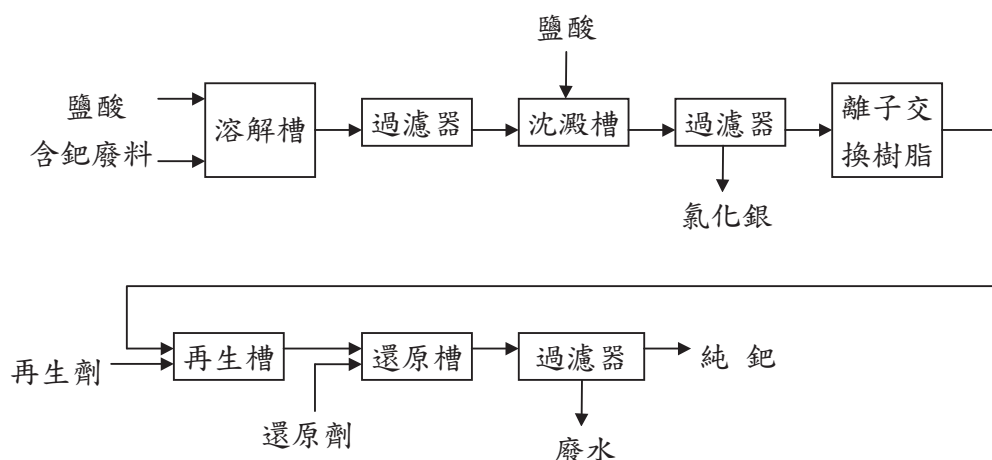 鹽酸
鹽酸
含鈀廢料
溶解槽
過濾器
沈澱槽
過濾器
離子交
換樹脂
氯化銀
再生劑
再生槽
還原槽
過濾器
純 鈀
還原劑
廢水